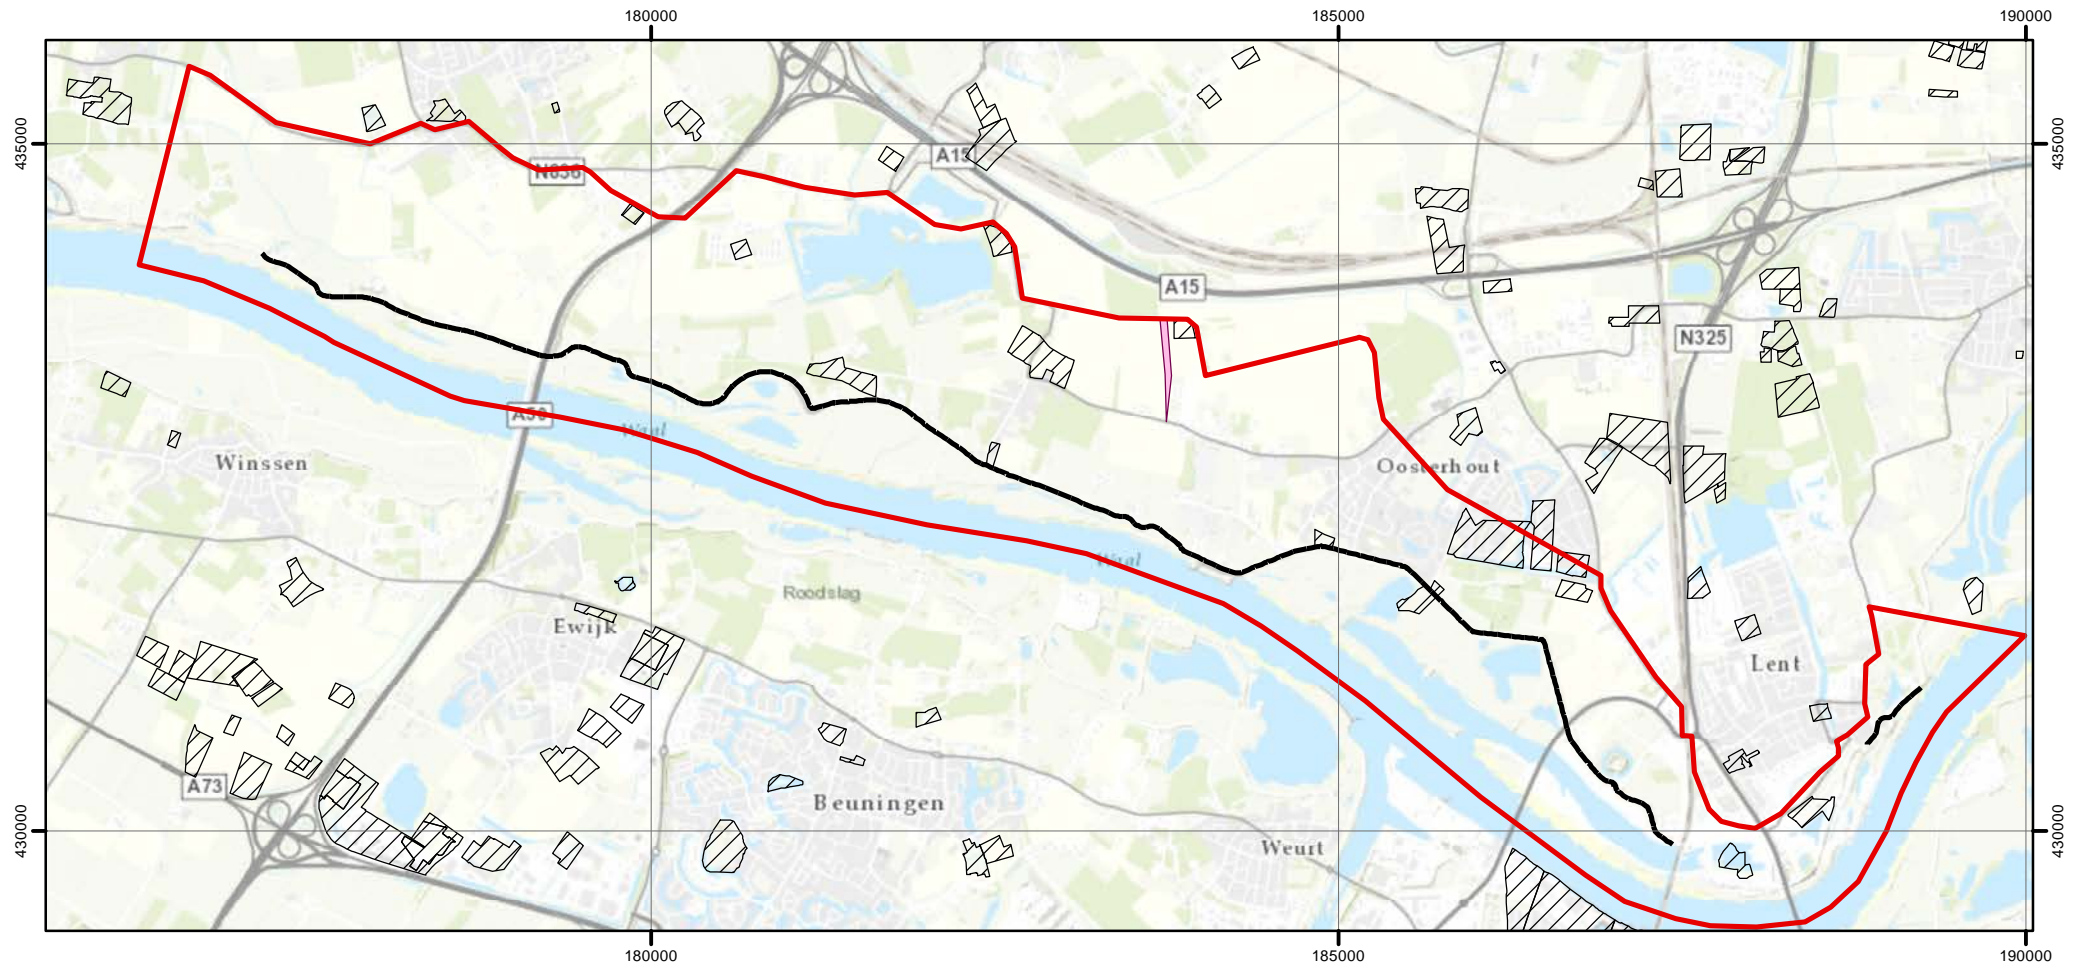 180000
185000
190000
435000
435000
A15
N836
A15
N325
A50
Waal
Winssen
Oosterhout
Waal
Roodslag
Ewijk
Lent
A73
Beuningen
430000
430000
Weurt
180000
185000
190000